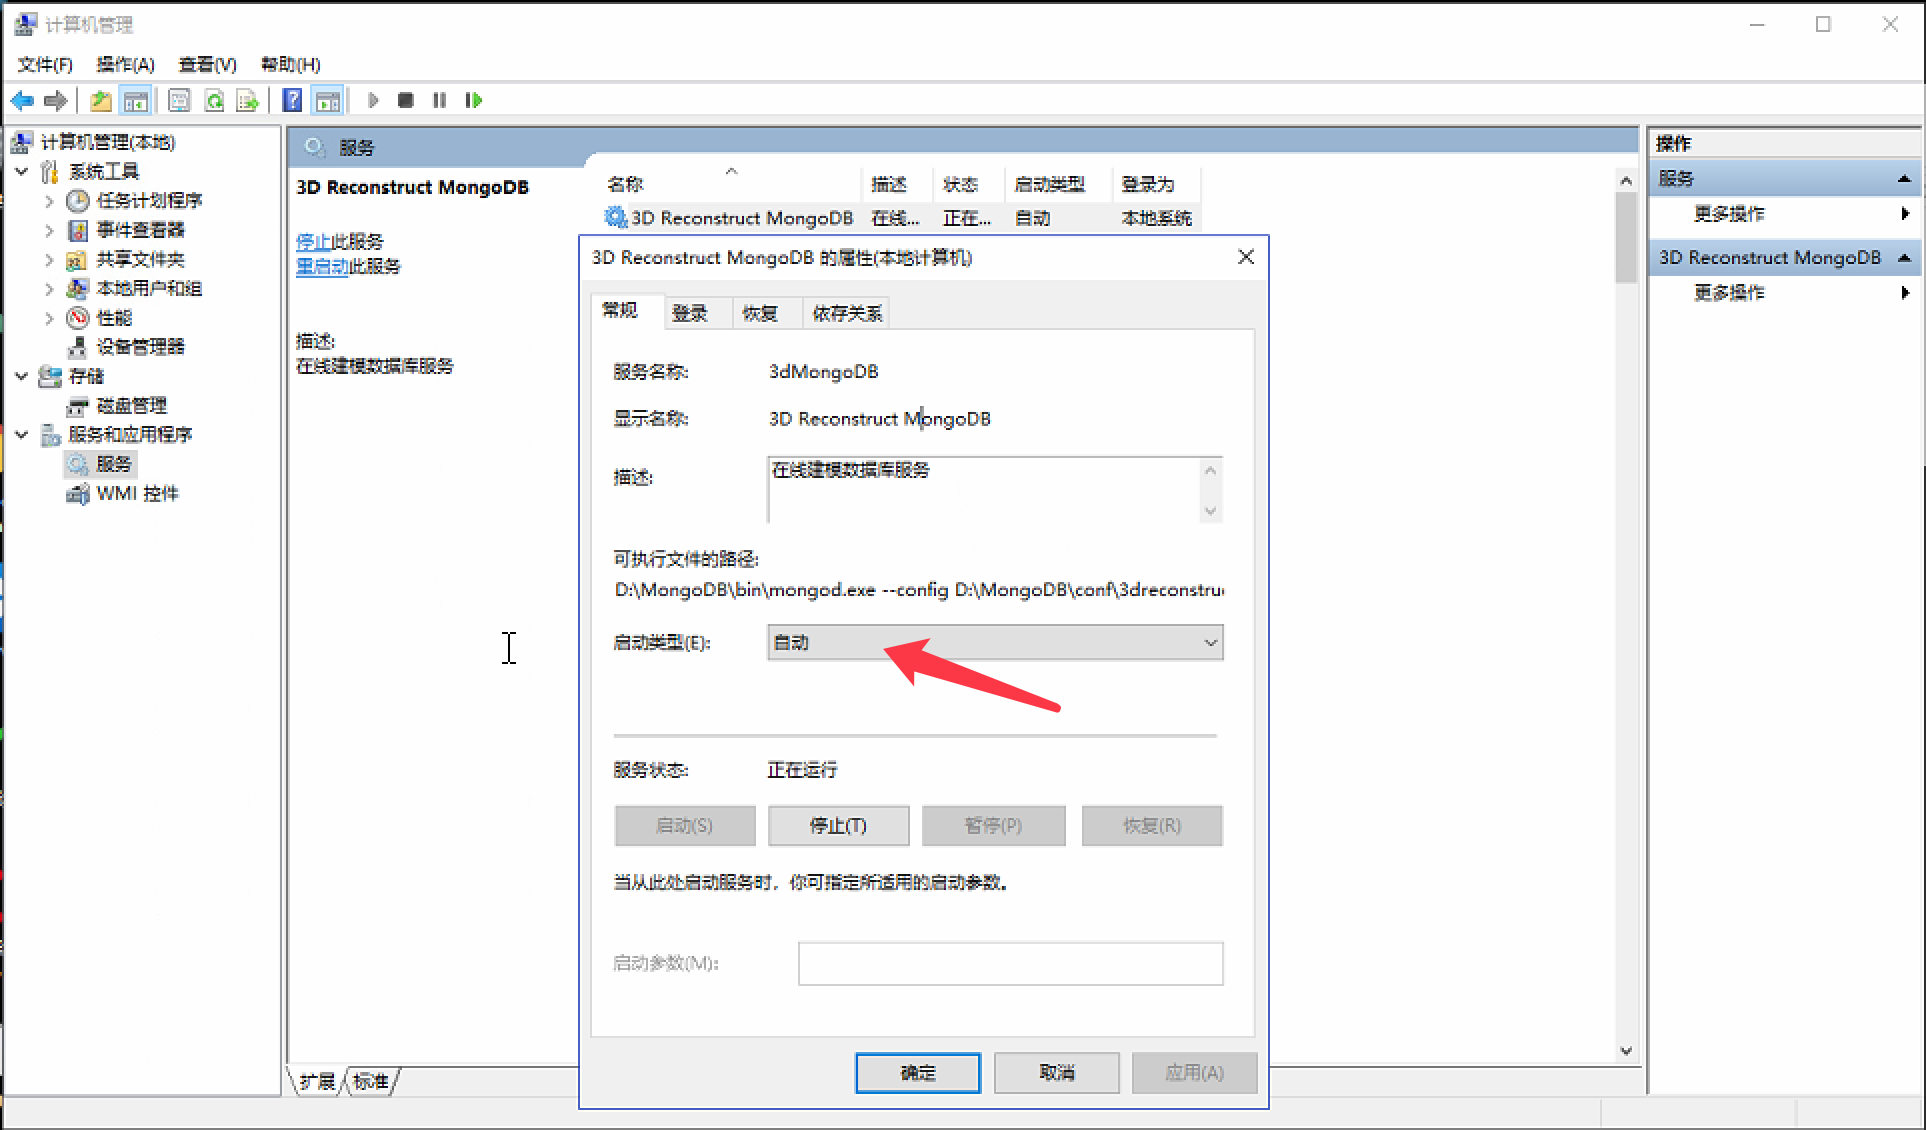 计算机管理
文件(F) 操作(A) 查看(V) 帮助(H)
计算机管理(本地)
系统工具
任务计划程序
事件查看器
共享文件夹
本地用户和组
性能
设备管理器
存储
磁盘管理
服务和应用程序
服务
WMI 控件
服务
3D Reconstruct MongoDB
停止此服务
重启动此服务
描述:
在线建模数据库服务
名称 描述 状态 启动类型 登录为
3D Reconstruct MongoDB 在线... 正在... 自动 本地系统
3D Reconstruct MongoDB 的属性(本地计算机)
常规 登录 恢复 依存关系
服务名称: 3dMongoDB
显示名称: 3D Reconstruct MongoDB
描述: 在线建模数据库服务
可执行文件的路径:
D:\MongoDB\bin\mongod.exe --config D:\MongoDB\conf\3dreconstru
启动类型(E): 自动
服务状态: 正在运行
启动(S) 停止(T) 暂停(P) 恢复(R)
当从此处启动服务时，你可指定所适用的启动参数。
启动参数(M):
确定 取消 应用(A)
扩展 标准
操作
服务
更多操作
3D Reconstruct MongoDB
更多操作